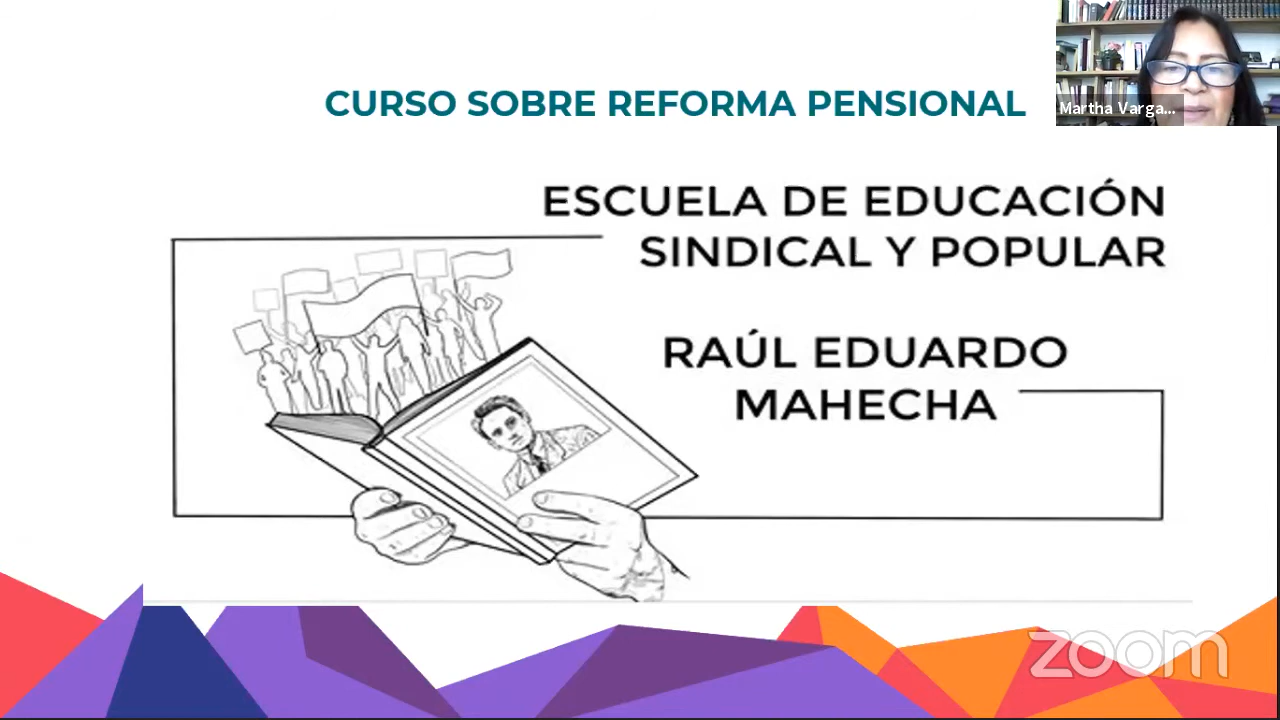 CURSO SOBRE REFORMA PENSIONAL
Martha Varga...
ESCUELA DE EDUCACIÓN
SINDICAL Y POPULAR
RAÚL EDUARDO
MAHECHA
zoom